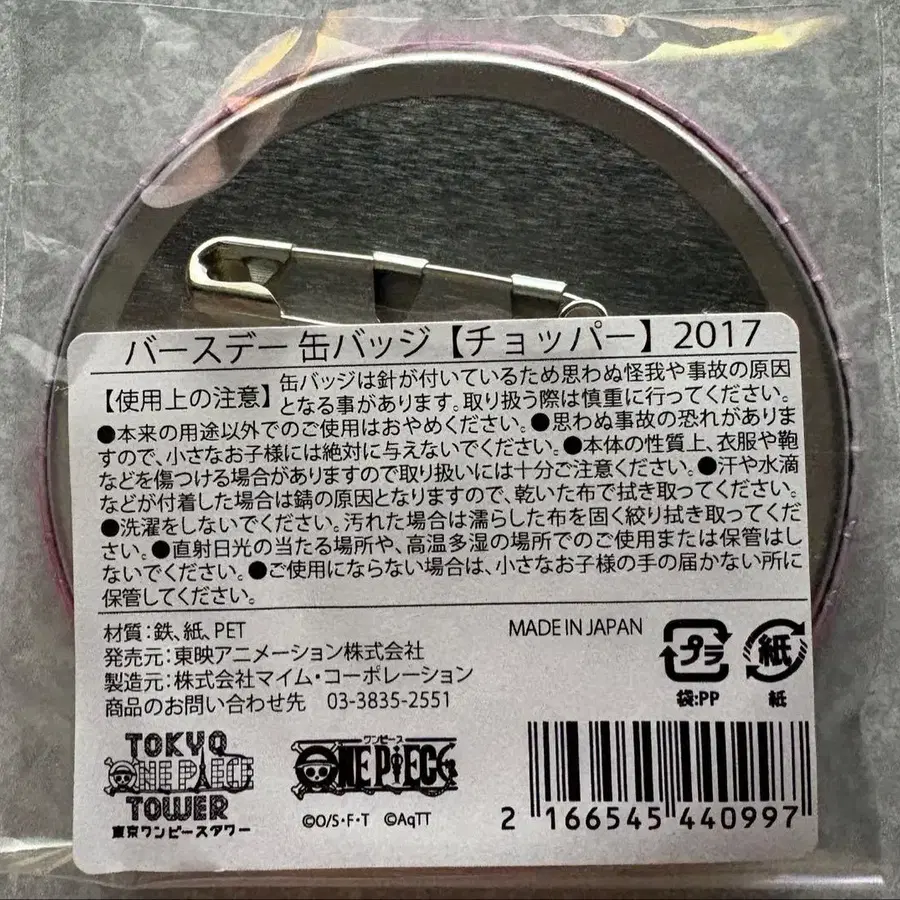 バースデー 缶バッジ【チョッパー】 2017
【使用上の注意】缶バッジは針が付いているため思わぬ怪我や事故の原因
となる事があります。取り扱う際は慎重に行ってください。
●本来の用途以外でのご使用はおやめください。●思わぬ事故の恐れがありま
すので、小さなお子様には絶対に与えないでください。●本体の性質上、衣服や鞄
などを傷つける場合がありますので取り扱いには十分ご注意ください。●汗や水滴
などが付着した場合は錆の原因となりますので、乾いた布で拭き取ってください。
●洗濯をしないでください。汚れた場合は濡らした布を固く絞り拭き取ってくだ
さい。●直射日光の当たる場所や、高温多湿の場所でのご使用または保管はし
ないでください。●ご使用にならない場合は、小さなお子様の手の届かない所に
保管してください。
材質：鉄、紙、PET
発売元：東映アニメーション株式会社
製造元：株式会社マイム・コーポレーション
商品のお問い合わせ先 03-3835-2551
MADE IN JAPAN
プラ
袋:PP
紙
紙
TOKYO
ONE PIECE
TOWER
東京ワンピースタワー
ワンピース
ONE PIECE
©O/S・F・T ©AqTT
2 166545 440997